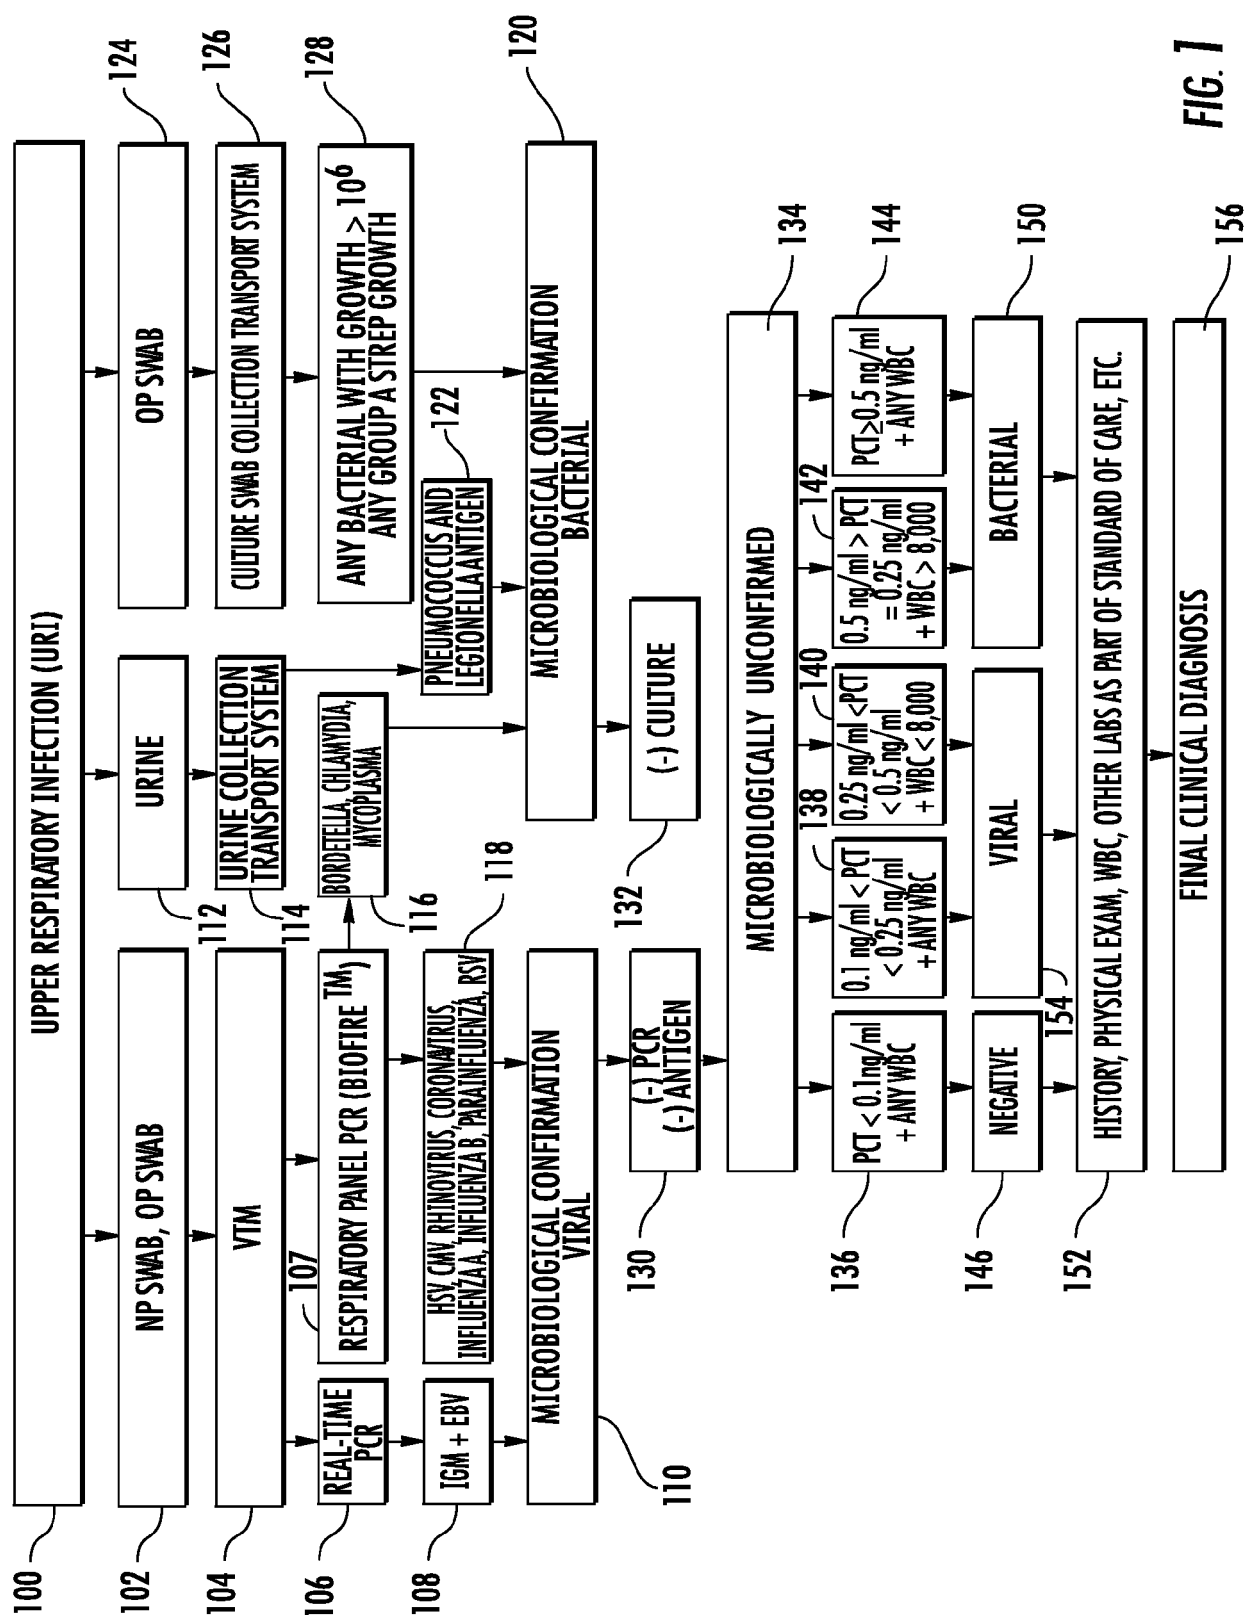 100
UPPER RESPIRATORY INFECTION (URI)
102
NP SWAB, OP SWAB
112
URINE
OP SWAB
124
104
VTM
114
URINE COLLECTION
TRANSPORT SYSTEM
CULTURE SWAB COLLECTION TRANSPORT SYSTEM
126
106
REAL-TIME
PCR
107
RESPIRATORY PANEL PCR (BIOFIRE™)
BORDETELLA, CHLAMYDIA,
MYCOPLASMA
116
ANY BACTERIAL WITH GROWTH > 10⁶
ANY GROUP A STREP GROWTH
128
108
IGM + EBV
HSV, CMV, RHINOVIRUS, CORONAVIRUS,
INFLUENZA A, INFLUENZA B, PARAINFLUENZA, RSV
118
PNEUMOCOCCUS AND
LEGIONELLA ANTIGEN
122
110
MICROBIOLOGICAL CONFIRMATION
VIRAL
MICROBIOLOGICAL CONFIRMATION
BACTERIAL
120
130
(-) PCR
(-) ANTIGEN
132
(-) CULTURE
MICROBIOLOGICALLY UNCONFIRMED
134
136
PCT < 0.1ng/ml
+ ANY WBC
138
0.1 ng/ml < PCT
< 0.25 ng/ml
+ ANY WBC
140
0.25 ng/ml <PCT
< 0.5 ng/ml
+ WBC < 8,000
142
0.5 ng/ml > PCT
= 0.25 ng/ml
+ WBC > 8,000
144
PCT≥0.5 ng/ml
+ ANY WBC
146
NEGATIVE
154
VIRAL
BACTERIAL
150
152
HISTORY, PHYSICAL EXAM, WBC, OTHER LABS AS PART OF STANDARD OF CARE, ETC.
FINAL CLINICAL DIAGNOSIS
156
FIG. 1